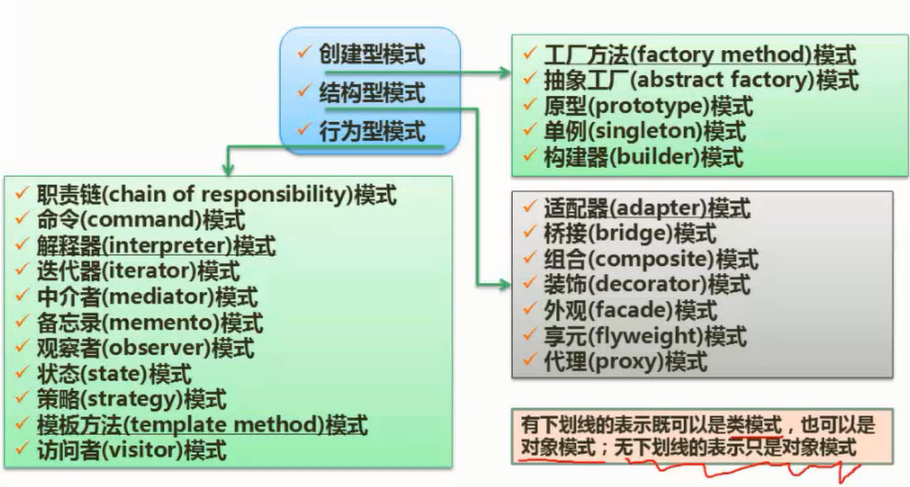 创建型模式
结构型模式
行为型模式
工厂方法(factory method)模式
抽象工厂(abstract factory)模式
原型(prototype)模式
单例(singleton)模式
构建器(builder)模式
职责链(chain of responsibility)模式
命令(command)模式
解释器(interpreter)模式
迭代器(iterator)模式
中介者(mediator)模式
备忘录(memento)模式
观察者(observer)模式
状态(state)模式
策略(strategy)模式
模板方法(template method)模式
访问者(visitor)模式
适配器(adapter)模式
桥接(bridge)模式
组合(composite)模式
装饰(decorator)模式
外观(facade)模式
享元(flyweight)模式
代理(proxy)模式
有下划线的表示既可以是类模式，也可以是
对象模式；无下划线的表示只是对象模式